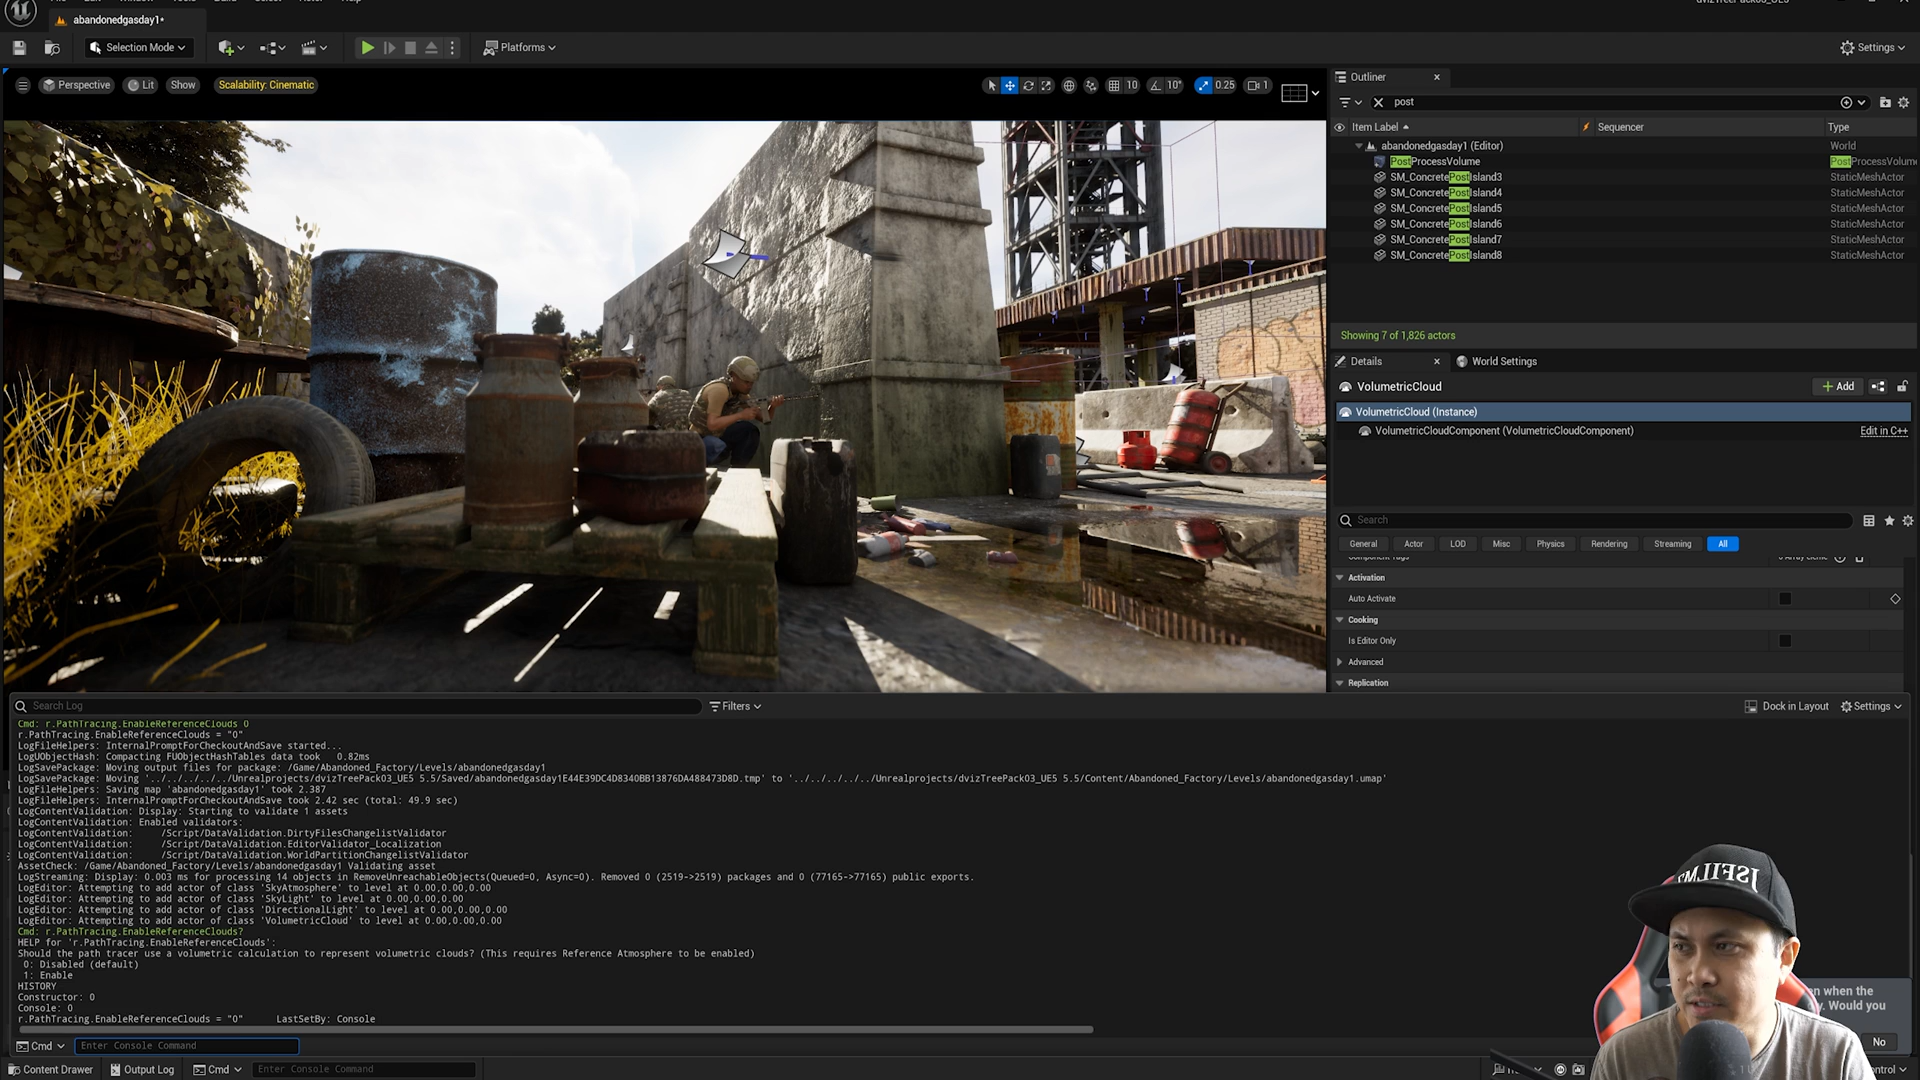 abandonedgasday1*
Selection Mode
Platforms
Settings
Perspective
Lit
Show
Scalability: Cinematic
10
10°
0.25
1
Outliner
post
Item Label
Sequencer
Type
abandonedgasday1 (Editor)
World
PostProcessVolume
PostProcessVolume
SM_ConcretePostIsland3
StaticMeshActor
SM_ConcretePostIsland4
StaticMeshActor
SM_ConcretePostIsland5
StaticMeshActor
SM_ConcretePostIsland6
StaticMeshActor
SM_ConcretePostIsland7
StaticMeshActor
SM_ConcretePostIsland8
StaticMeshActor
Showing 7 of 1,826 actors
Details
World Settings
VolumetricCloud
Add
VolumetricCloud (Instance)
VolumetricCloudComponent (VolumetricCloudComponent)
Edit in C++
Search
General
Actor
LOD
Misc
Physics
Rendering
Streaming
All
Activation
Auto Activate
Cooking
Is Editor Only
Advanced
Replication
Search Log
Filters
Dock in Layout
Settings
Cmd: r.PathTracing.EnableReferenceClouds 0
r.PathTracing.EnableReferenceClouds = "0"
LogFileHelpers: InternalPromptForCheckoutAndSave started...
LogUObjectHash: Compacting FUObjectHashTables data took   0.82ms
LogSavePackage: Moving output files for package: /Game/Abandoned_Factory/Levels/abandonedgasday1
LogSavePackage: Moving '../../../../../Unrealprojects/dvizTreePack03_UE5 5.5/Saved/abandonedgasday1E44E39DC4D8340BB13876DA488473D8D.tmp' to '../../../../../Unrealprojects/dvizTreePack03_UE5 5.5/Content/Abandoned_Factory/Levels/abandonedgasday1.umap'
LogFileHelpers: Saving map 'abandonedgasday1' took 2.387
LogFileHelpers: InternalPromptForCheckoutAndSave took 2.42 sec (total: 49.9 sec)
LogContentValidation: Display: Starting to validate 1 assets
LogContentValidation: Enabled validators:
LogContentValidation:     /Script/DataValidation.DirtyFilesChangelistValidator
LogContentValidation:     /Script/DataValidation.EditorValidator_Localization
LogContentValidation:     /Script/DataValidation.WorldPartitionChangelistValidator
AssetCheck: /Game/Abandoned_Factory/Levels/abandonedgasday1 Validating asset
LogStreaming: Display: 0.003 ms for processing 14 objects in RemoveUnreachableObjects(Queued=0, Async=0). Removed 0 (2519->2519) packages and 0 (77165->77165) public exports.
LogEditor: Attempting to add actor of class 'SkyAtmosphere' to level at 0.00,0.00,0.00
LogEditor: Attempting to add actor of class 'SkyLight' to level at 0.00,0.00,0.00
LogEditor: Attempting to add actor of class 'DirectionalLight' to level at 0.00,0.00,0.00
LogEditor: Attempting to add actor of class 'VolumetricCloud' to level at 0.00,0.00,0.00
Cmd: r.PathTracing.EnableReferenceClouds?
HELP for 'r.PathTracing.EnableReferenceClouds':
Should the path tracer use a volumetric calculation to represent volumetric clouds? (This requires Reference Atmosphere to be enabled)
0: Disabled (default)
1: Enable
HISTORY
Constructor: 0
Console: 0
r.PathTracing.EnableReferenceClouds = "0"      LastSetBy: Console
Cmd
Enter Console Command
Content Drawer
Output Log
Cmd
Enter Console Command
JSFILMZ
en when the
Would you
No